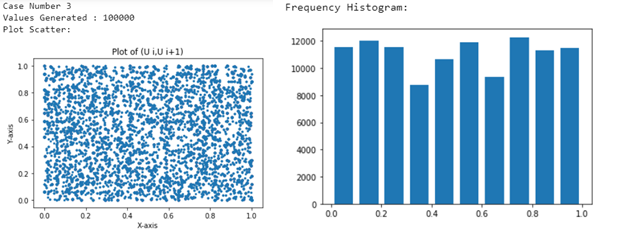 Case Number 3
Values Generated : 100000
Plot Scatter:
Plot of (U i,U i+1)
Y-axis
1.0
0.8
0.6
0.4
0.2
0.0
0.0 0.2 0.4 0.6 0.8 1.0
X-axis
Frequency Histogram:
12000
10000
8000
6000
4000
2000
0
0.0 0.2 0.4 0.6 0.8 1.0